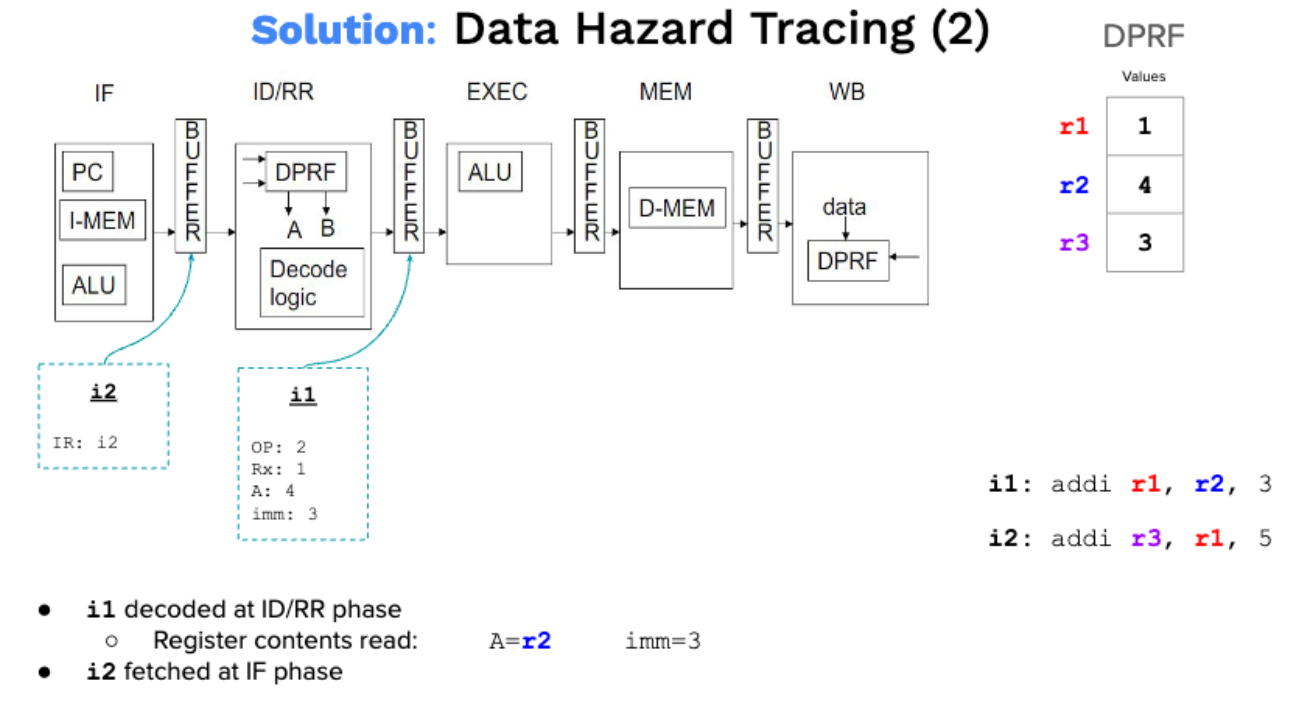 Solution: Data Hazard Tracing (2)
DPRF
Values
r1 1
r2 4
r3 3
IF ID/RR EXEC MEM WB
PC
I-MEM
ALU
BUFFER
DPRF
A B
Decode
logic
BUFFER
ALU
BUFFER
D-MEM
BUFFER
data
DPRF
i2
IR: i2
i1
OP: 2
Rx: 1
A: 4
imm: 3
i1: addi r1, r2, 3
i2: addi r3, r1, 5
● i1 decoded at ID/RR phase
○ Register contents read: A=r2 imm=3
● i2 fetched at IF phase